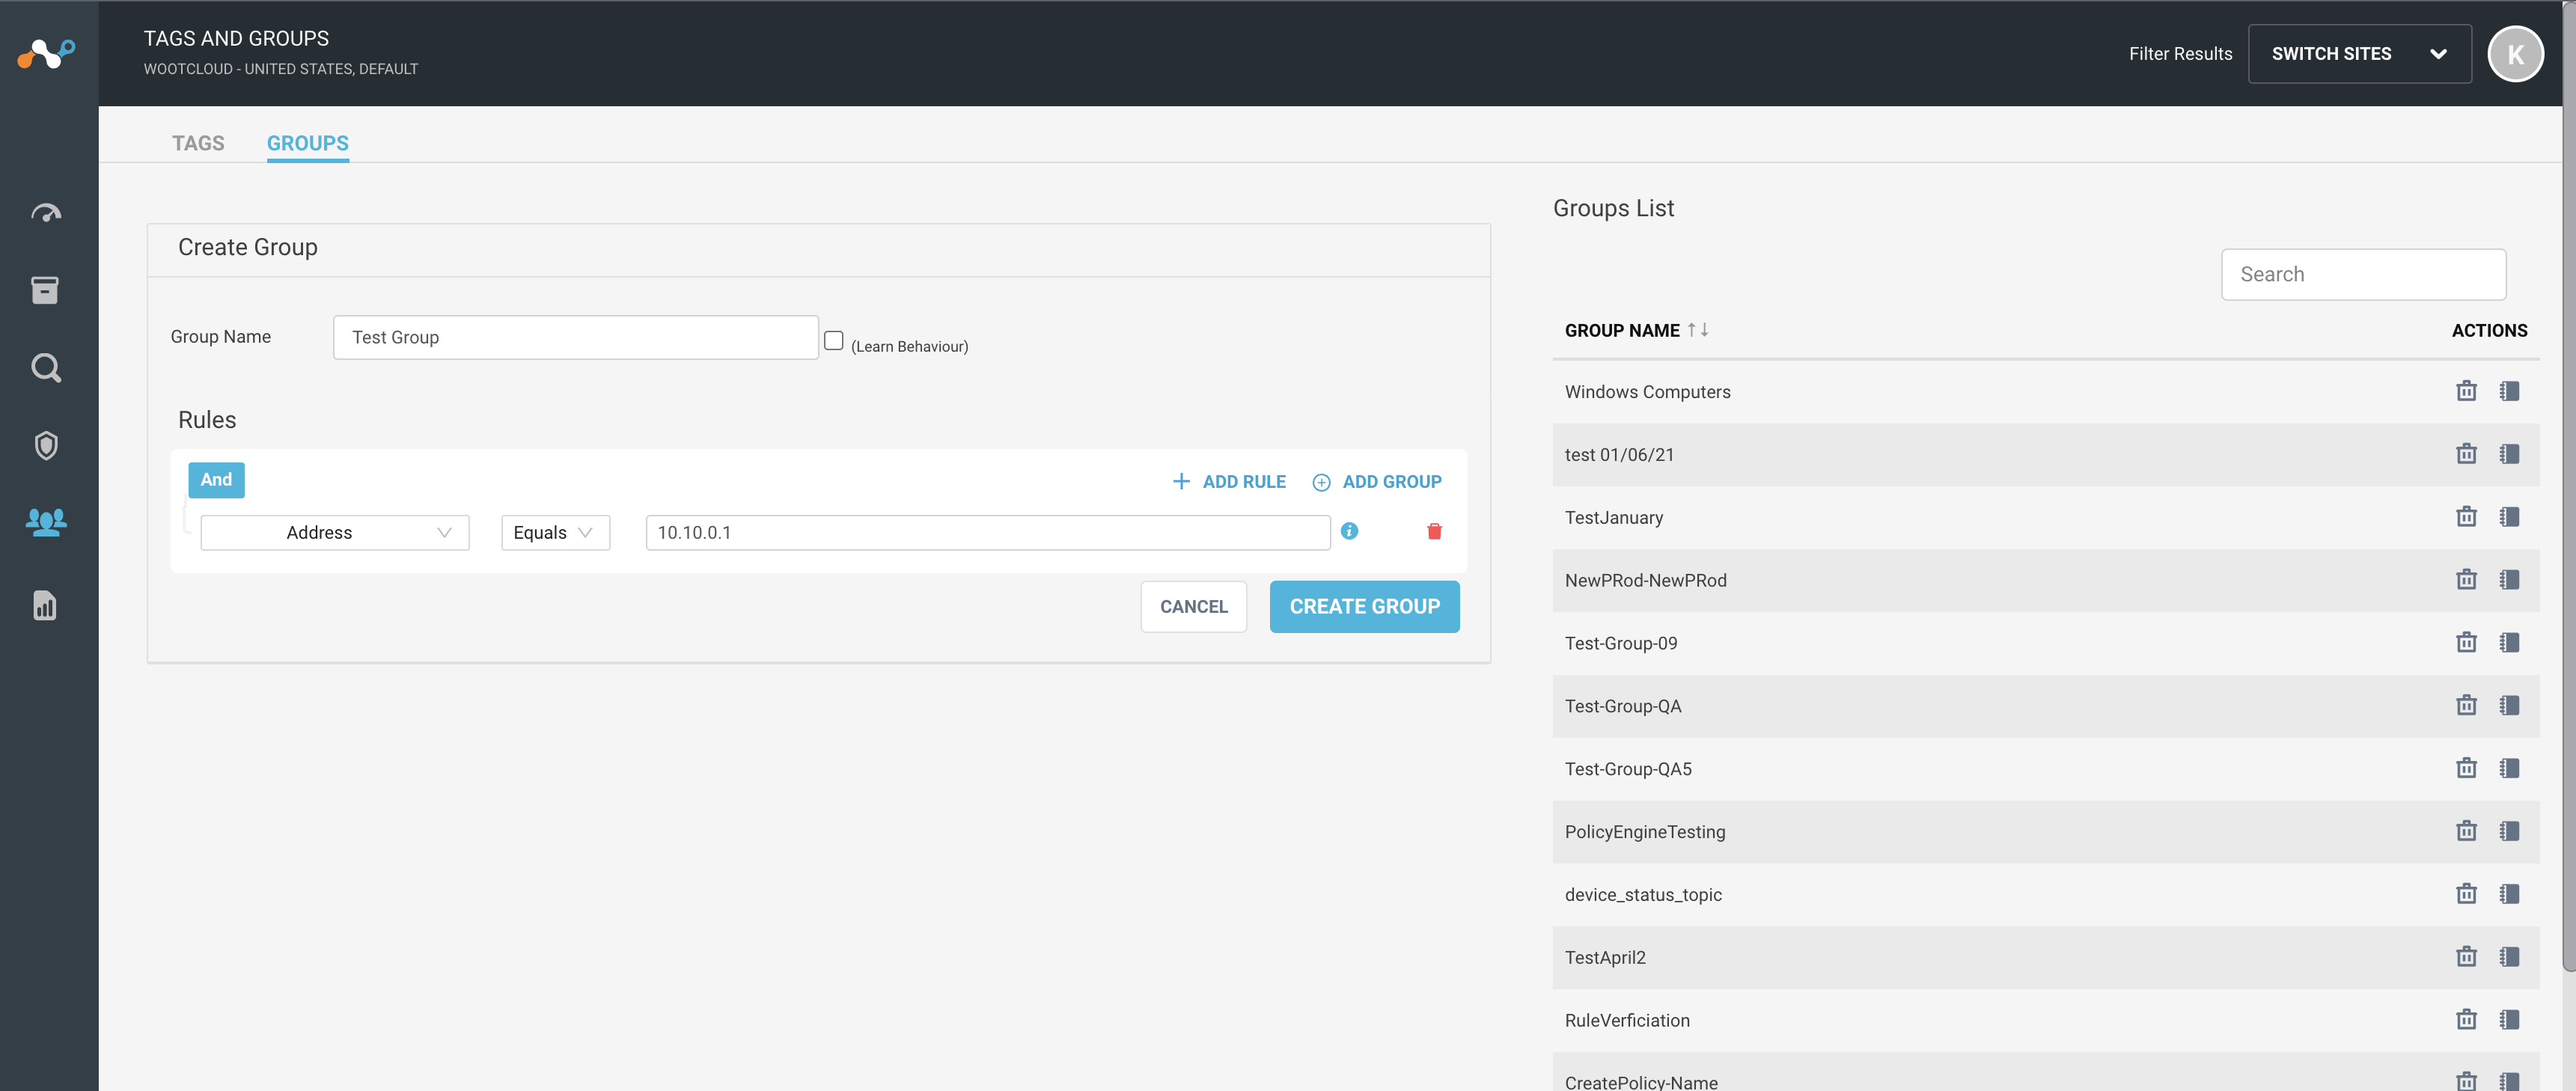 TAGS AND GROUPS
WOOTCLOUD - UNITED STATES, DEFAULT
Filter Results
SWITCH SITES
K
TAGS
GROUPS
Create Group
Group Name
Test Group
(Learn Behaviour)
Rules
And
ADD RULE
ADD GROUP
Address
Equals
10.10.0.1
CANCEL
CREATE GROUP
Groups List
Search
GROUP NAME
ACTIONS
Windows Computers
test 01/06/21
TestJanuary
NewPRod-NewPRod
Test-Group-09
Test-Group-QA
Test-Group-QA5
PolicyEngineTesting
device_status_topic
TestApril2
RuleVerficiation
CreatePolicy-Name